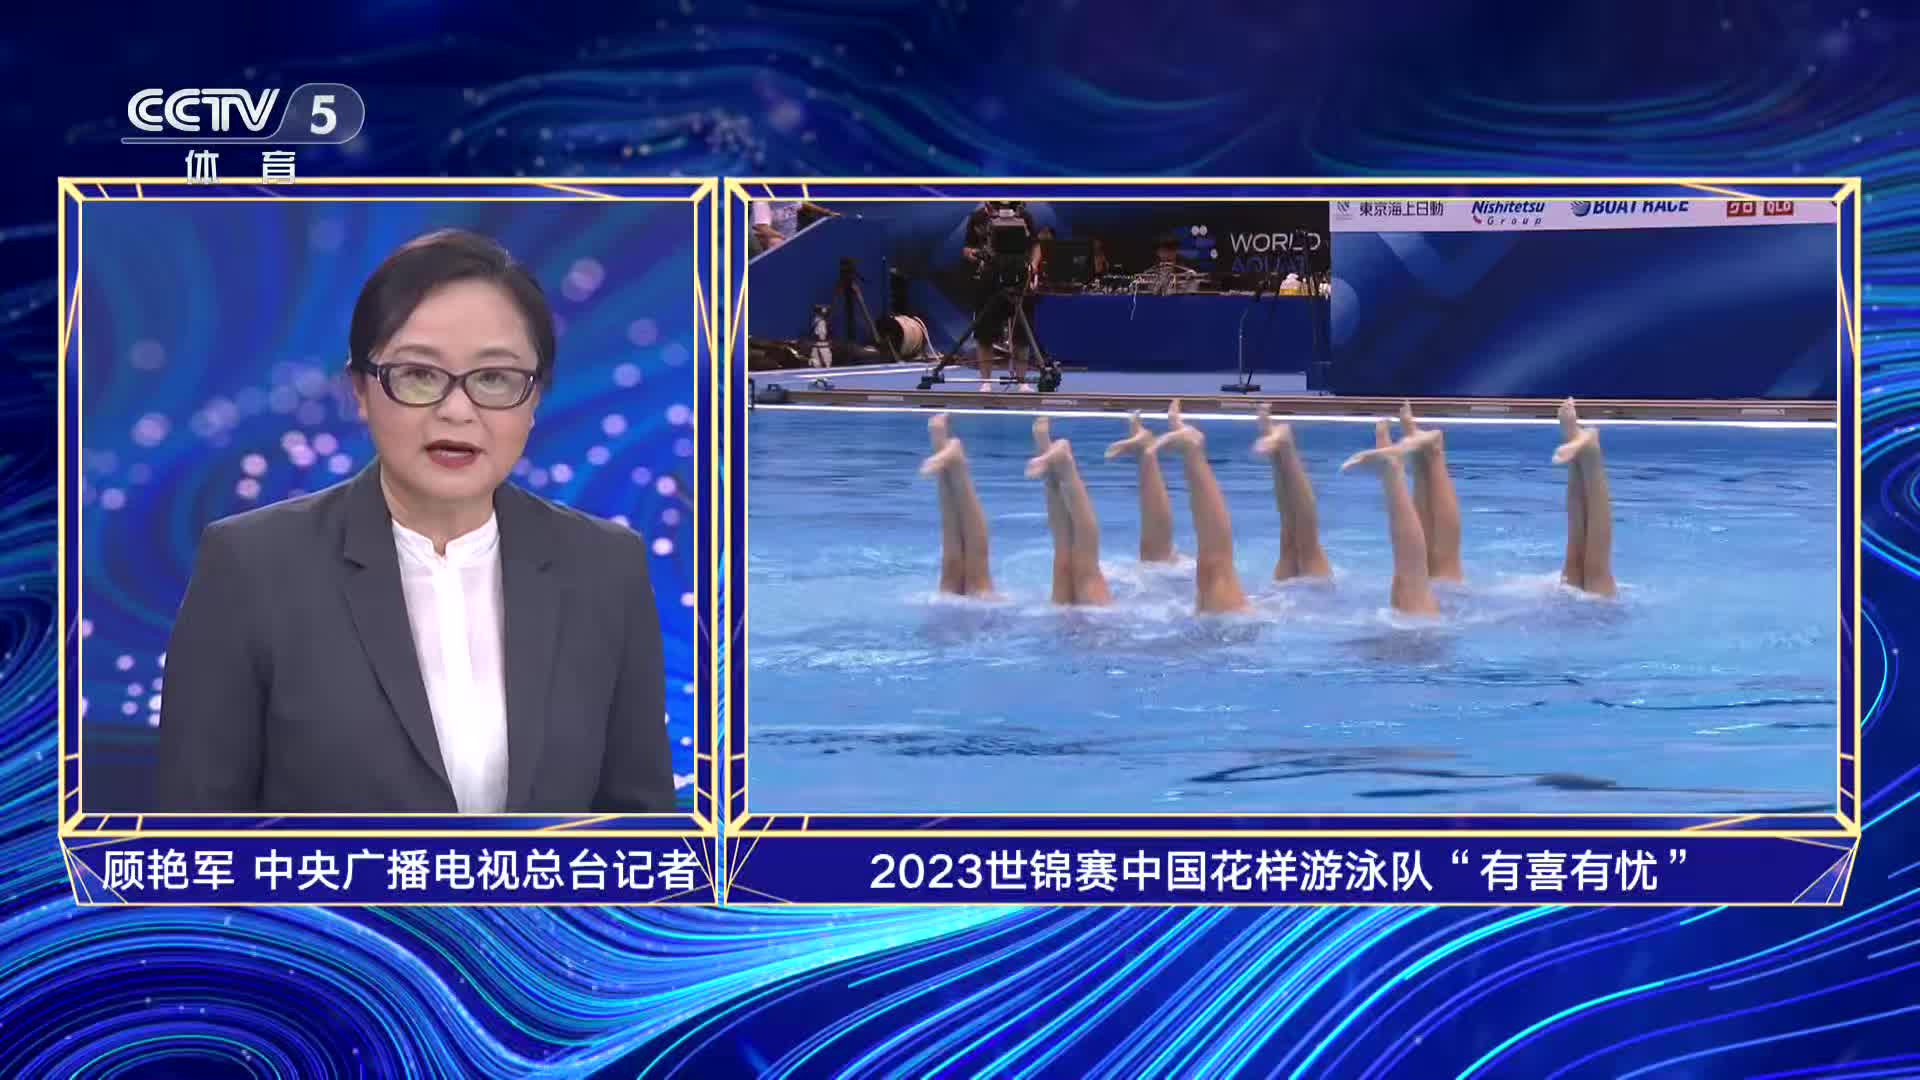 CCTV 5
体育
東京海上日動
Nishitetsu
Group
BOAT RACE
WORLD
AQUATI
顾艳军 中央广播电视总台记者
2023世锦赛中国花样游泳队“有喜有忧”